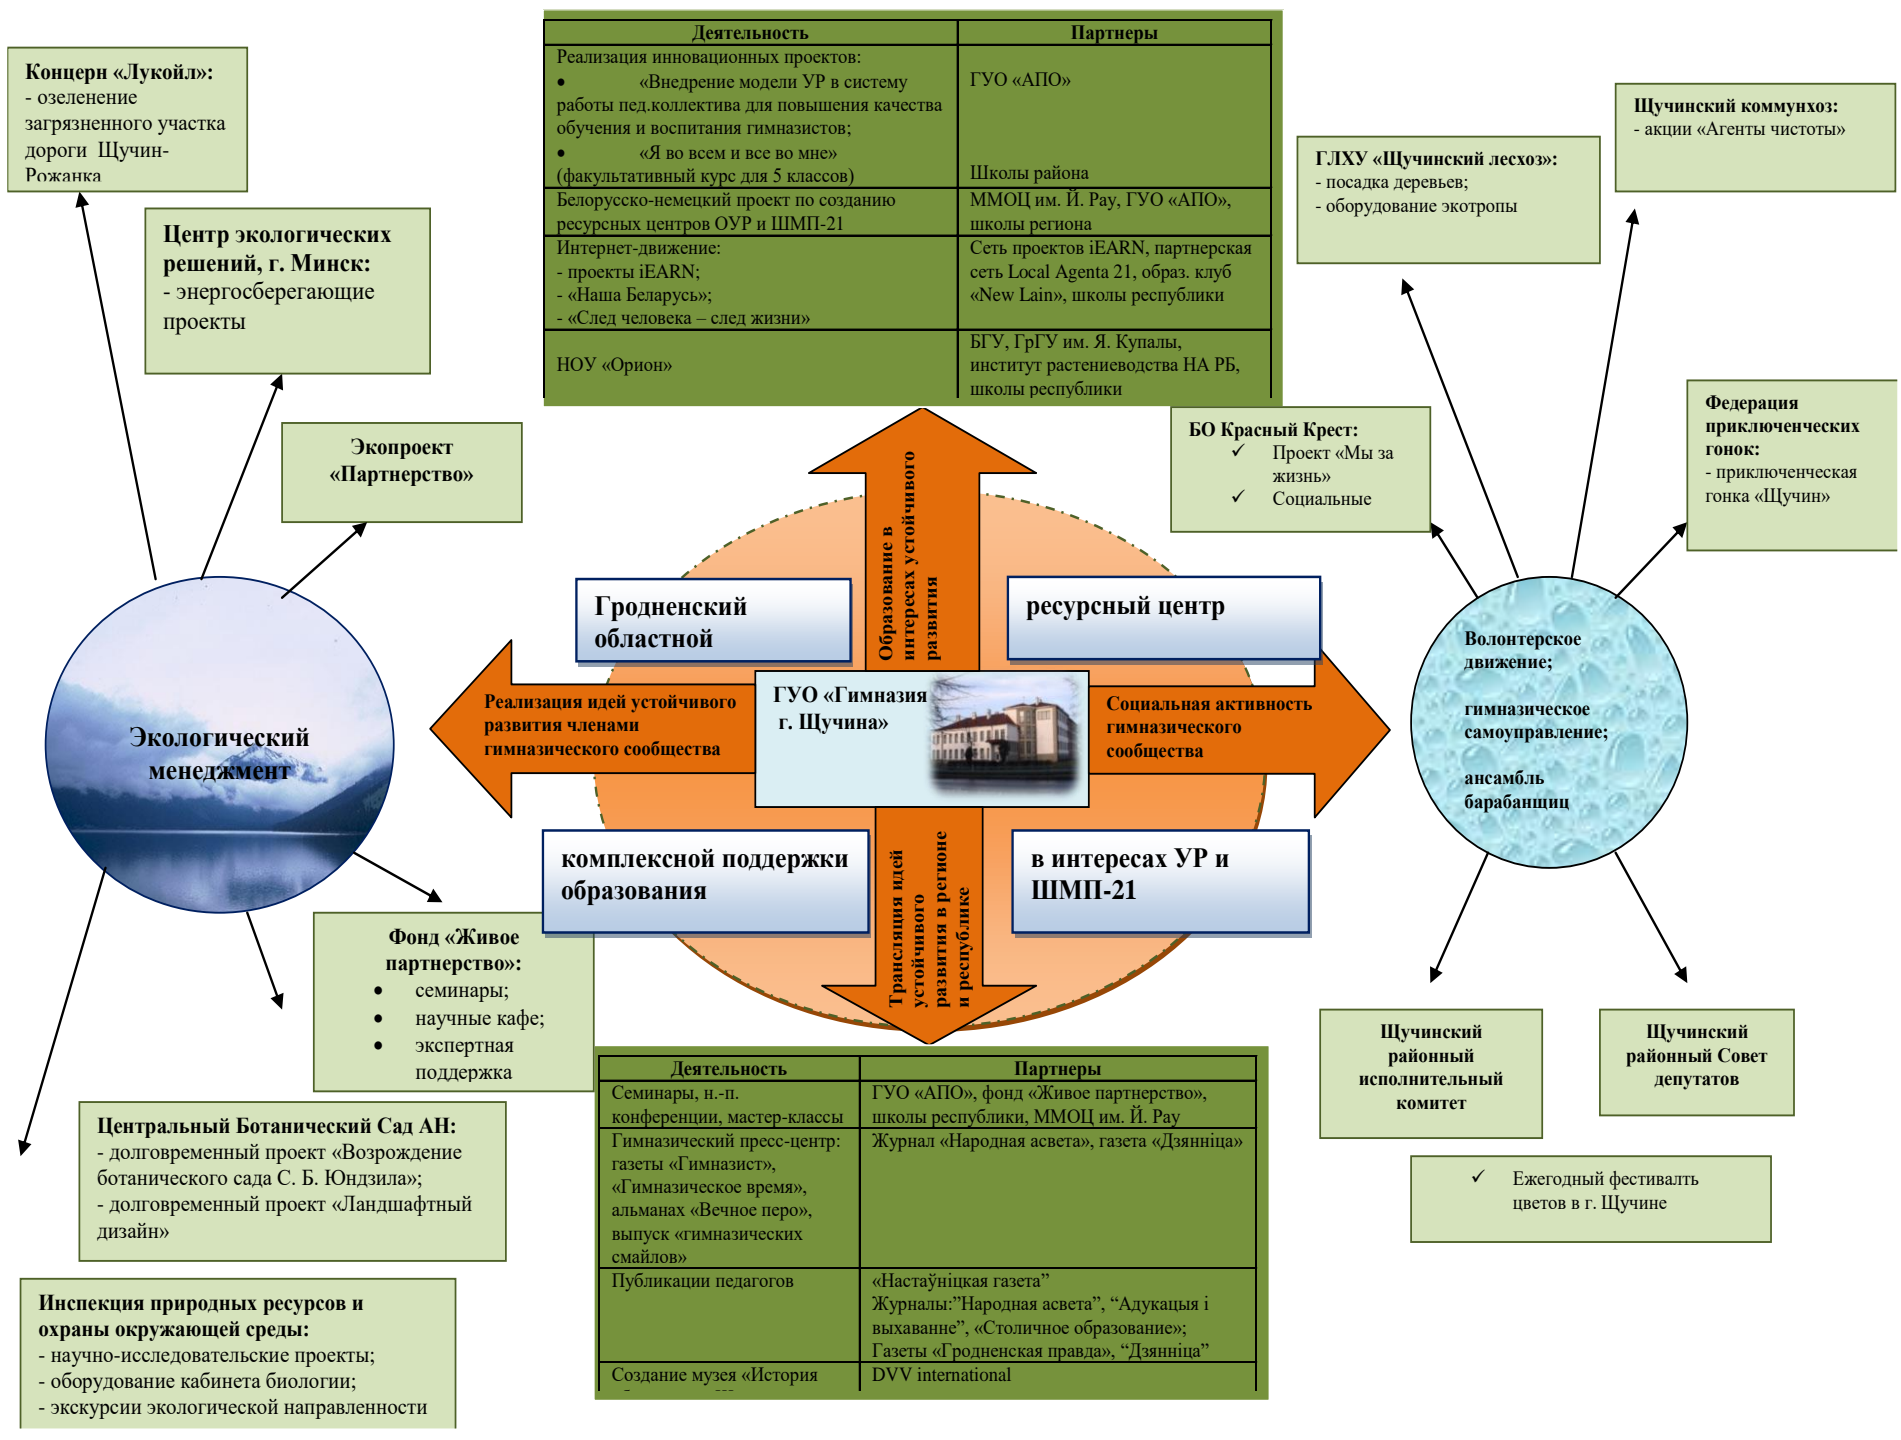 Деятельность
Партнеры
Реализация инновационных проектов:
• «Внедрение модели УР в систему
работы пед.коллектива для повышения качества
обучения и воспитания гимназистов;
• «Я во всем и все во мне»
(факультативный курс для 5 классов)
ГУО «АПО»
Школы района
Белорусско-немецкий проект по созданию
ресурсных центров ОУР и ШМП-21
ММОЦ им. Й. Рау, ГУО «АПО»,
школы региона
Интернет-движение:
- проекты iEARN;
- «Наша Беларусь»;
- «След человека – след жизни»
Сеть проектов iEARN, партнерская
сеть Local Agenta 21, образ. клуб
«New Lain», школы республики
НОУ «Орион»
БГУ, ГрГУ им. Я. Купалы,
институт растениеводства НА РБ,
школы республики
Концерн «Лукойл»:
- озеленение
загрязненного участка
дороги Щучин-
Рожанка
Центр экологических
решений, г. Минск:
- энергосберегающие
проекты
Экопроект
«Партнерство»
Щучинский коммунхоз:
- акции «Агенты чистоты»
ГЛХУ «Щучинский лесхоз»:
- посадка деревьев;
- оборудование экотропы
Федерация
приключенческих
гонок:
- приключенческая
гонка «Щучин»
БО Красный Крест:
✓ Проект «Мы за
жизнь»
✓ Социальные
Образование в
интересах устойчивого
развития
Гродненский
областной
ресурсный центр
Реализация идей устойчивого
развития членами
гимназического сообщества
ГУО «Гимназия
г. Щучина»
Социальная активность
гимназического
сообщества
Экологический
менеджмент
Волонтерское
движение;
гимназическое
самоуправление;
ансамбль
барабанщиц
комплексной поддержки
образования
в интересах УР и
ШМП-21
Трансляция идей
устойчивого
развития в регионе
и республике
Фонд «Живое
партнерство»:
• семинары;
• научные кафе;
• экспертная
поддержка
Центральный Ботанический Сад АН:
- долговременный проект «Возрождение
ботанического сада С. Б. Юндзила»;
- долговременный проект «Ландшафтный
дизайн»
Инспекция природных ресурсов и
охраны окружающей среды:
- научно-исследовательские проекты;
- оборудование кабинета биологии;
- экскурсии экологической направленности
Деятельность
Партнеры
Семинары, н.-п.
конференции, мастер-классы
ГУО «АПО», фонд «Живое партнерство»,
школы республики, ММОЦ им. Й. Рау
Гимназический пресс-центр:
газеты «Гимназист»,
«Гимназическое время»,
альманах «Вечное перо»,
выпуск «гимназических
смайлов»
Журнал «Народная асвета», газета «Дзянніца»
Публикации педагогов
«Настаўніцкая газета”
Журналы:”Народная асвета”, “Адукацыя і
выхаванне”, «Столичное образование»;
Газеты «Гродненская правда», “Дзянніца”
Создание музея «История
DVV international
Щучинский
районный
исполнительный
комитет
Щучинский
районный Совет
депутатов
✓ Ежегодный фестивалть
цветов в г. Щучине